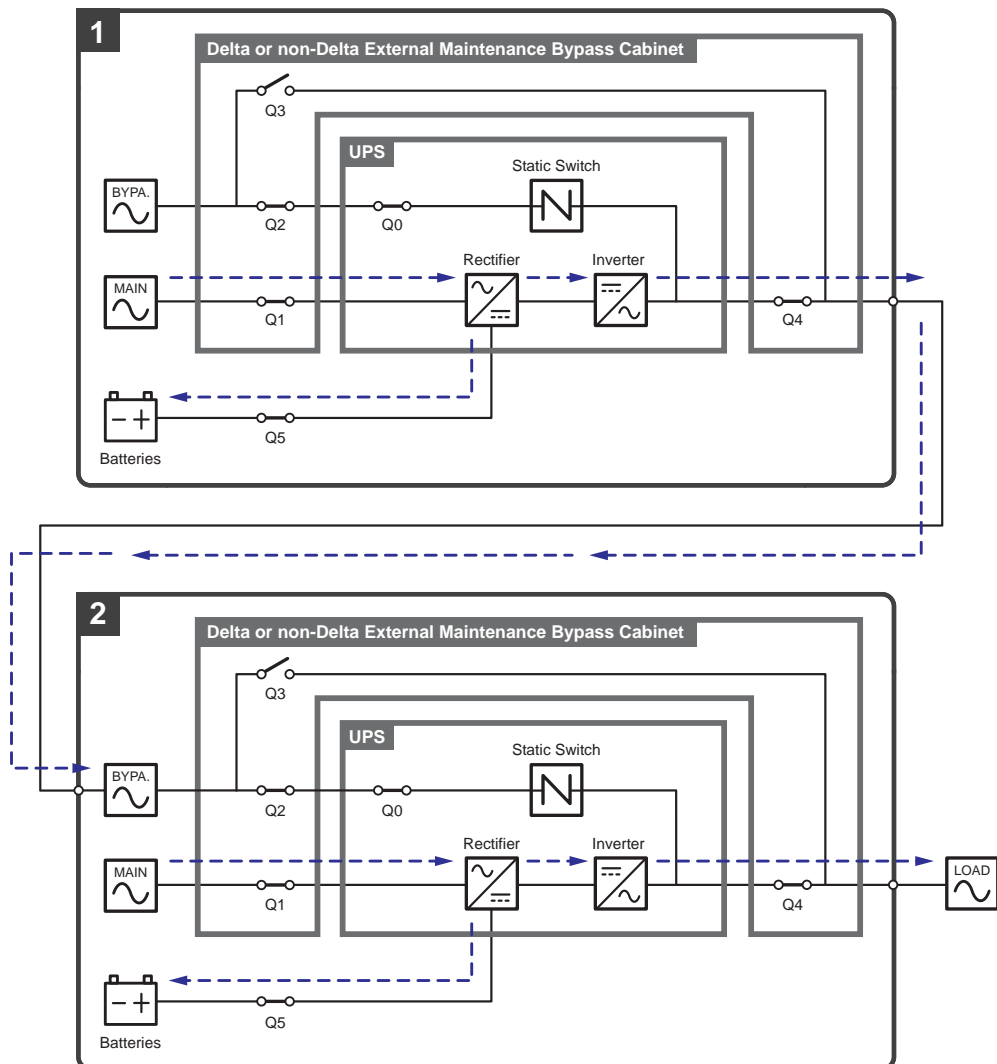 1
Delta or non-Delta External Maintenance Bypass Cabinet
Q3
UPS
Static Switch
BYPA.
Q2
Q0
Rectifier
Inverter
MAIN
Q1
Q4
Q5
Batteries
2
Delta or non-Delta External Maintenance Bypass Cabinet
Q3
UPS
Static Switch
BYPA.
Q2
Q0
Rectifier
Inverter
MAIN
LOAD
Q1
Q4
Q5
Batteries